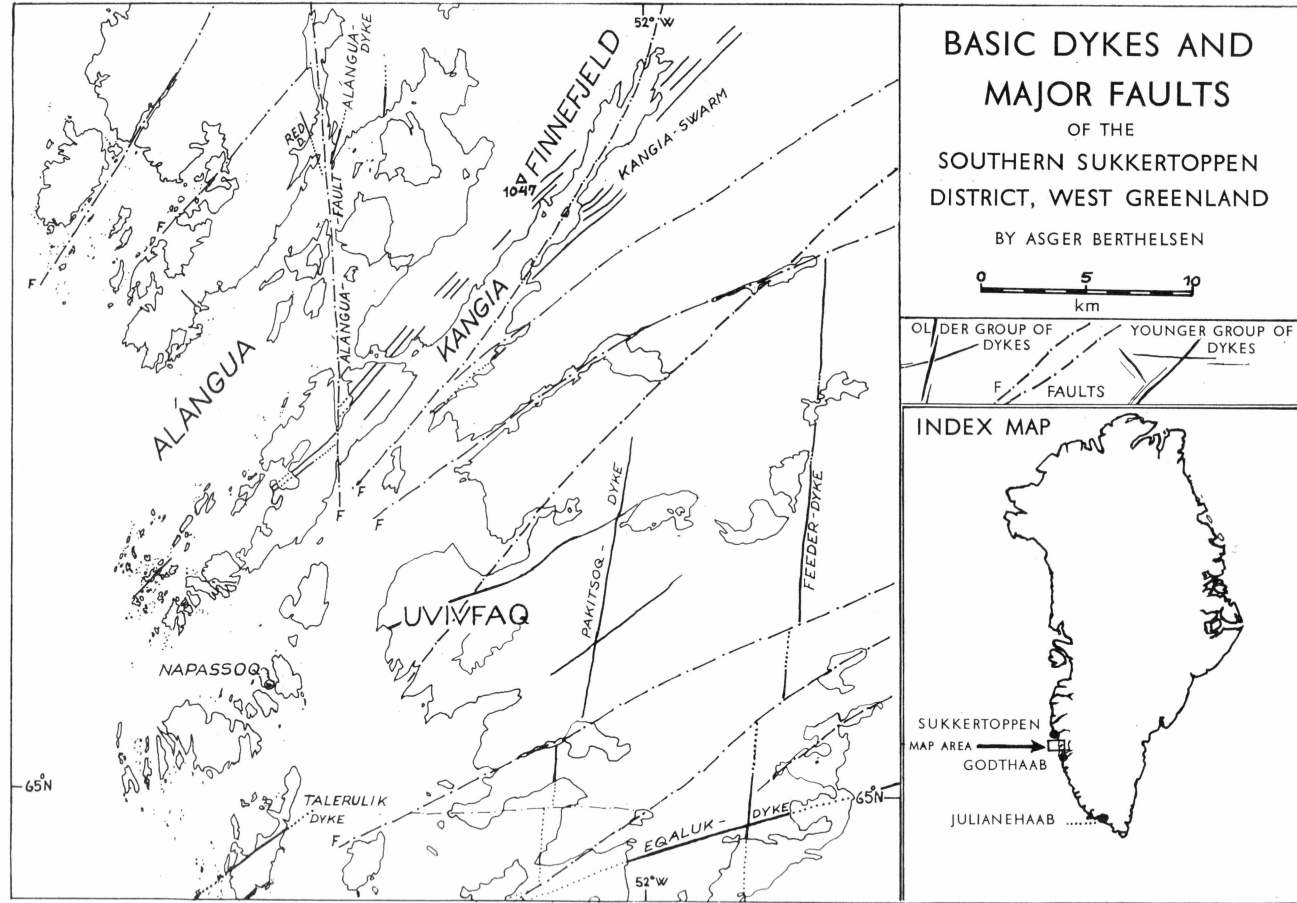 BASIC DYKES AND
MAJOR FAULTS
OF THE
SOUTHERN SUKKERTOPPEN
DISTRICT, WEST GREENLAND
BY ASGER BERTHELSEN
0 5 10
km
OLDER GROUP OF
DYKES
F
FAULTS
YOUNGER GROUP OF
DYKES
INDEX MAP
SUKKERTOPPEN
MAP AREA
GODTHAAB
JULIANEHAAB
52°W
ALÁNGUA-
DYKE
RED D.
FINNEFJELD
1047
KANGIA-SWARM
F
F
ALÁNGUA-FAULT
KANGIA
ALÁNGUA
F
F
F
PAKITSOQ-DYKE
FEEDER-DYKE
UVIVFAQ
NAPASSOQ
65°N
65°N
TALERULIK
DYKE
F
EQALUK-DYKE
52°W